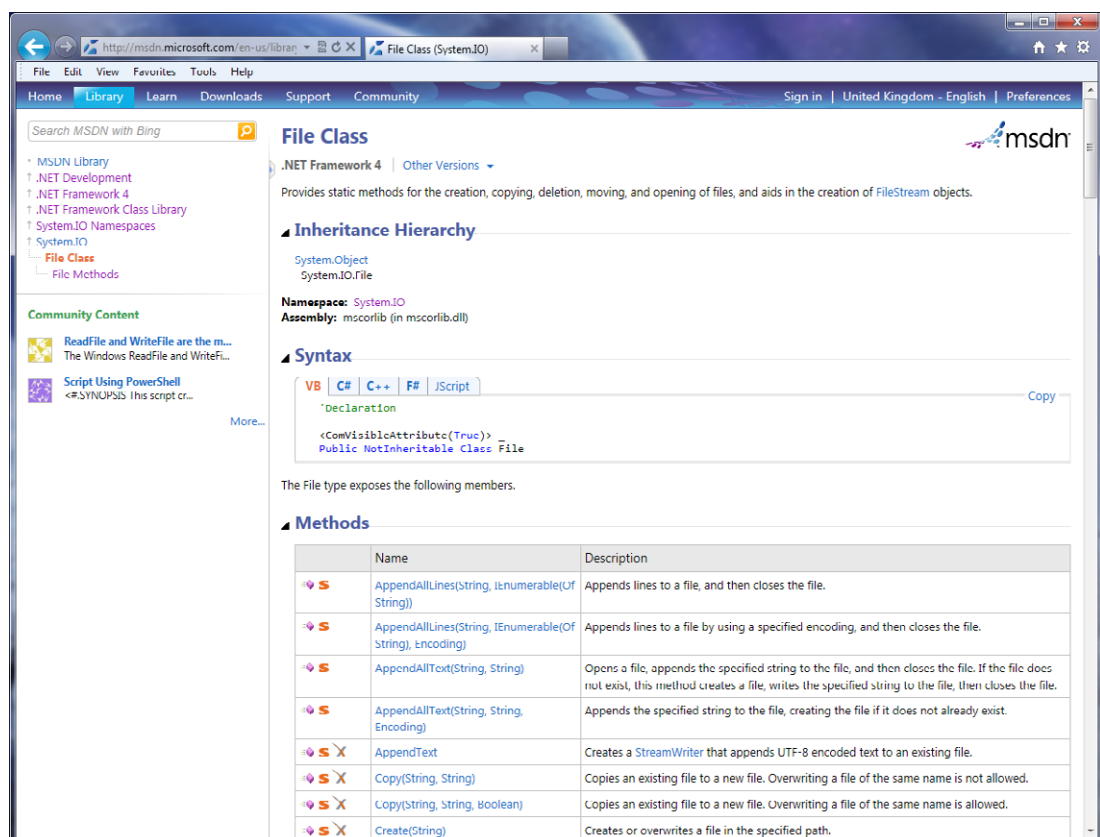 http://msdn.microsoft.com/en-us/librar
File Class (System.IO)
File Edit View Favorites Tools Help
Home Library Learn Downloads Support Community Sign in | United Kingdom - English | Preferences
Search MSDN with Bing
MSDN Library
.NET Development
.NET Framework 4
.NET Framework Class Library
System.IO Namespaces
System.IO
File Class
File Methods
Community Content
ReadFile and WriteFile are the m...
The Windows ReadFile and WriteFi...
Script Using PowerShell
<#.SYNOPSIS This script cr...
More...
File Class
msdn
.NET Framework 4 | Other Versions
Provides static methods for the creation, copying, deletion, moving, and opening of files, and aids in the creation of FileStream objects.
Inheritance Hierarchy
System.Object
System.IO.File
Namespace: System.IO
Assembly: mscorlib (in mscorlib.dll)
Syntax
VB C# C++ F# JScript
Copy
'Declaration
<ComVisibleAttribute(True)> _
Public NotInheritable Class File
The File type exposes the following members.
Methods
Name Description
AppendAllLines(String, IEnumerable(Of Appends lines to a file, and then closes the file.
String))
AppendAllLines(String, IEnumerable(Of Appends lines to a file by using a specified encoding, and then closes the file.
String), Encoding)
AppendAllText(String, String) Opens a file, appends the specified string to the file, and then closes the file. If the file does
not exist, this method creates a file, writes the specified string to the file, then closes the file.
AppendAllText(String, String, Appends the specified string to the file, creating the file if it does not already exist.
Encoding)
AppendText Creates a StreamWriter that appends UTF-8 encoded text to an existing file.
Copy(String, String) Copies an existing file to a new file. Overwriting a file of the same name is not allowed.
Copy(String, String, Boolean) Copies an existing file to a new file. Overwriting a file of the same name is allowed.
Create(String) Creates or overwrites a file in the specified path.